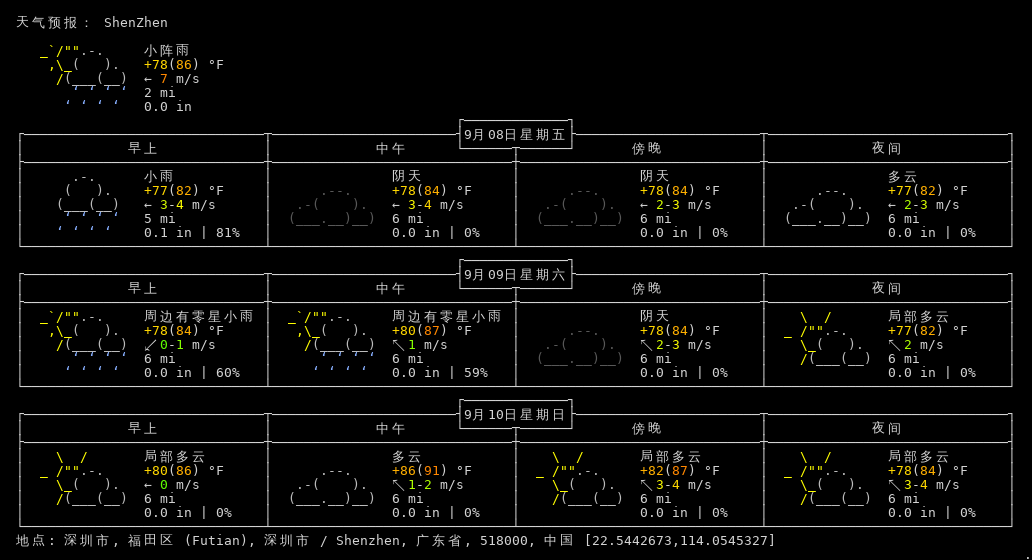 天气预报： ShenZhen
小阵雨
+78(86) °F
← 7 m/s
2 mi
0.0 in
9月08日星期五
早上 中午 傍晚 夜间
小雨 阴天 阴天 多云
+77(82) °F +78(84) °F +78(84) °F +77(82) °F
← 3-4 m/s ← 3-4 m/s ← 2-3 m/s ← 2-3 m/s
5 mi 6 mi 6 mi 6 mi
0.1 in | 81% 0.0 in | 0% 0.0 in | 0% 0.0 in | 0%
9月09日星期六
早上 中午 傍晚 夜间
周边有零星小雨 周边有零星小雨 阴天 局部多云
+78(84) °F +80(87) °F +78(84) °F +77(82) °F
↙ 0-1 m/s ↖ 1 m/s ↖ 2-3 m/s ↖ 2 m/s
6 mi 6 mi 6 mi 6 mi
0.0 in | 60% 0.0 in | 59% 0.0 in | 0% 0.0 in | 0%
9月10日星期日
早上 中午 傍晚 夜间
局部多云 多云 局部多云 局部多云
+80(86) °F +86(91) °F +82(87) °F +78(84) °F
← 0 m/s ↖ 1-2 m/s ↖ 3-4 m/s ↖ 3-4 m/s
6 mi 6 mi 6 mi 6 mi
0.0 in | 0% 0.0 in | 0% 0.0 in | 0% 0.0 in | 0%
地点: 深圳市, 福田区 (Futian), 深圳市 / Shenzhen, 广东省, 518000, 中国 [22.5442673,114.0545327]